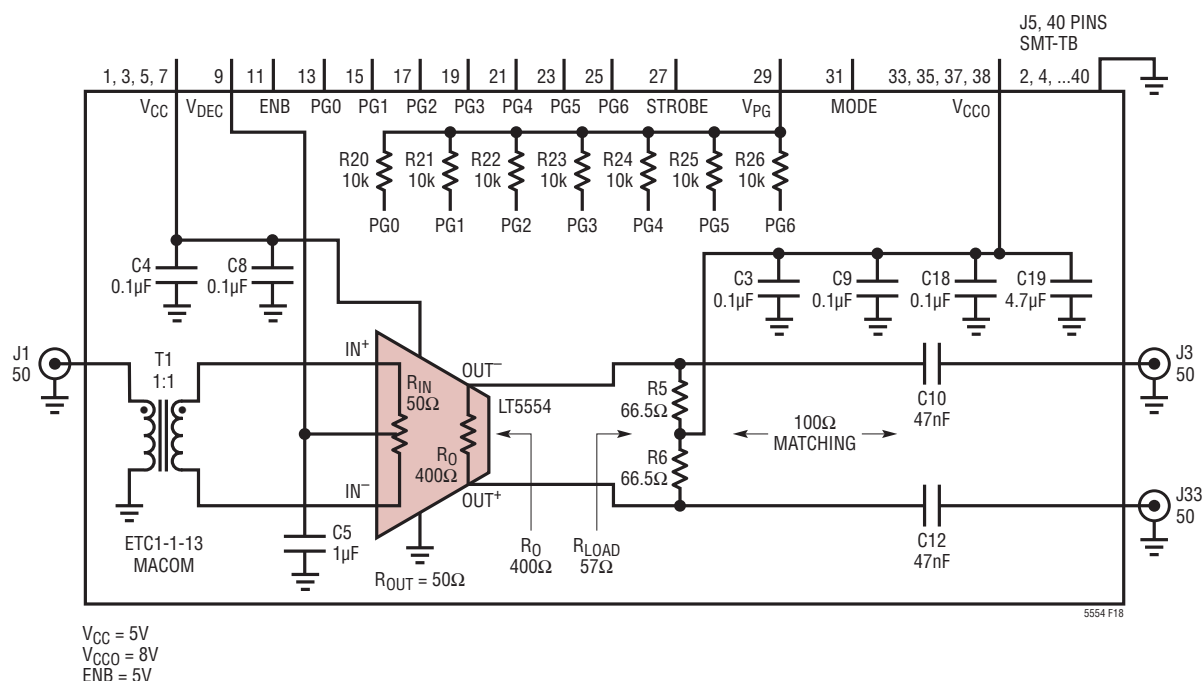 J5, 40 PINS
SMT-TB
1, 3, 5, 7
9
11
13
15
17
19
21
23
25
27
29
31
33, 35, 37, 38
2, 4, ...40
VCC
VDEC
ENB
PG0
PG1
PG2
PG3
PG4
PG5
PG6
STROBE
VPG
MODE
VCCO
R20
10k
R21
10k
R22
10k
R23
10k
R24
10k
R25
10k
R26
10k
PG0
PG1
PG2
PG3
PG4
PG5
PG6
C4
0.1µF
C8
0.1µF
C3
0.1µF
C9
0.1µF
C18
0.1µF
C19
4.7µF
J1
50
T1
1:1
IN+
RIN
50Ω
OUT−
LT5554
RO
400Ω
IN−
OUT+
R5
66.5Ω
R6
66.5Ω
100Ω
MATCHING
C10
47nF
J3
50
C12
47nF
J33
50
ETC1-1-13
MACOM
C5
1µF
ROUT = 50Ω
RO
400Ω
RLOAD
57Ω
5554 F18
VCC = 5V
VCCO = 8V
ENB = 5V